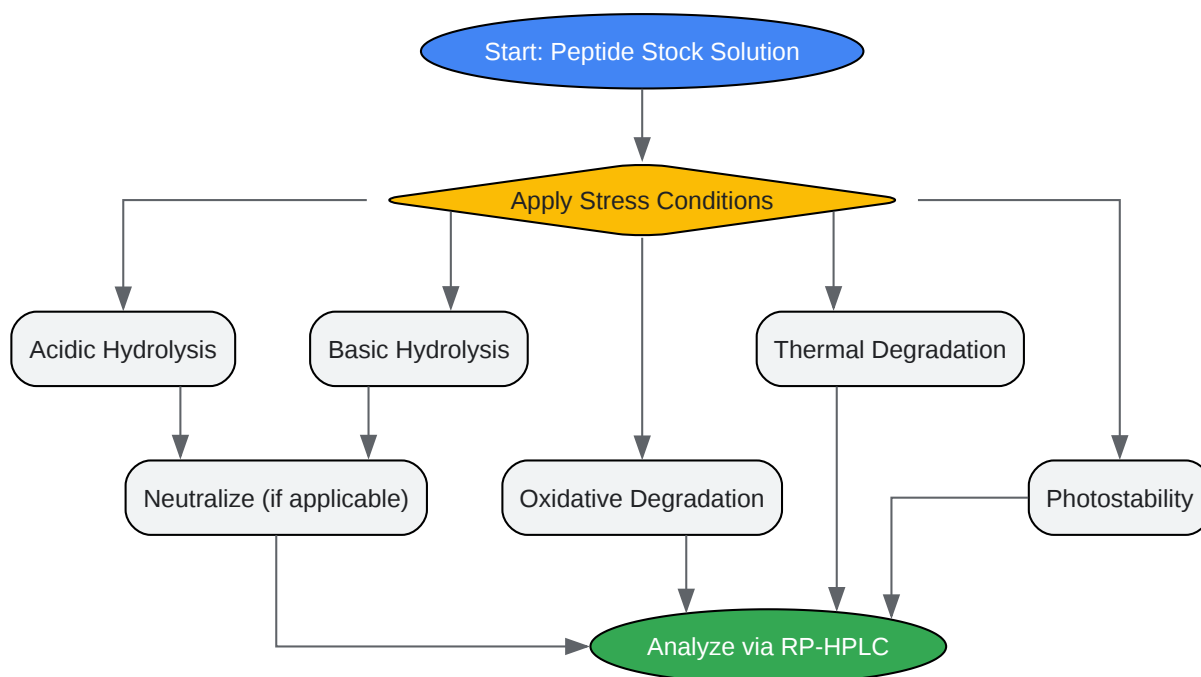 Start: Peptide Stock Solution
Apply Stress Conditions
Acidic Hydrolysis
Basic Hydrolysis
Thermal Degradation
Neutralize (if applicable)
Oxidative Degradation
Photostability
Analyze via RP-HPLC